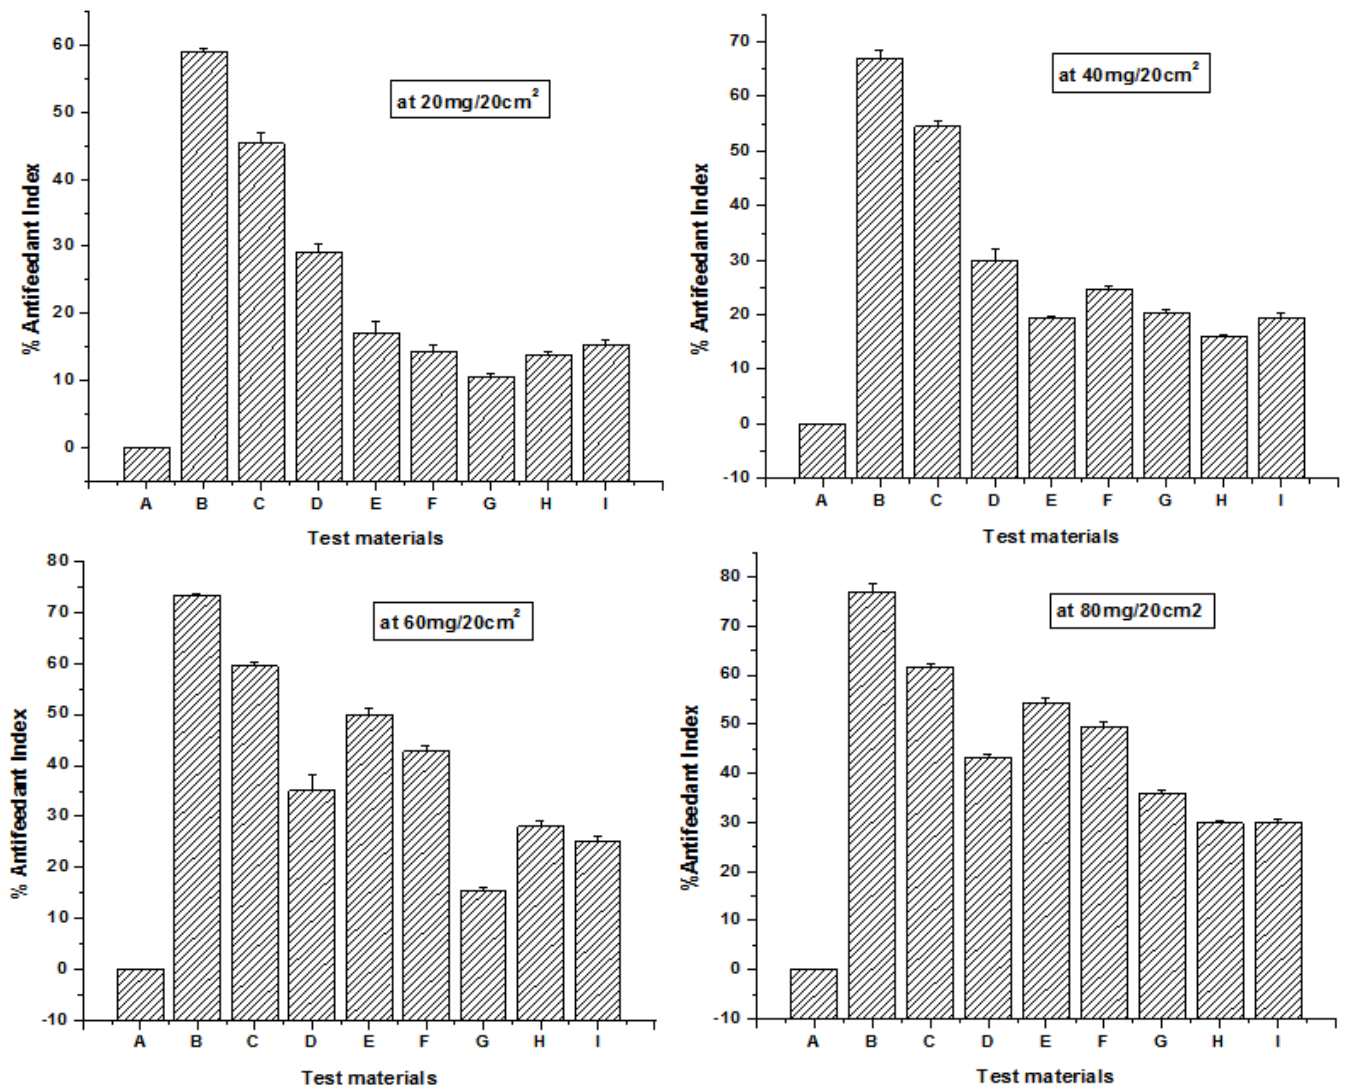 60
50
40
30
20
10
0
% Antifeedant Index
at 20mg/20cm²
A B C D E F G H I
Test materials
70
60
50
40
30
20
10
0
-10
% Antifeedant Index
at 40mg/20cm²
A B C D E F G H I
Test materials
80
70
60
50
40
30
20
10
0
-10
% Antifeedant Index
at 60mg/20cm²
A B C D E F G H I
Test materials
80
70
60
50
40
30
20
10
0
-10
%Antifeedant Index
at 80mg/20cm2
A B C D E F G H I
Test materials